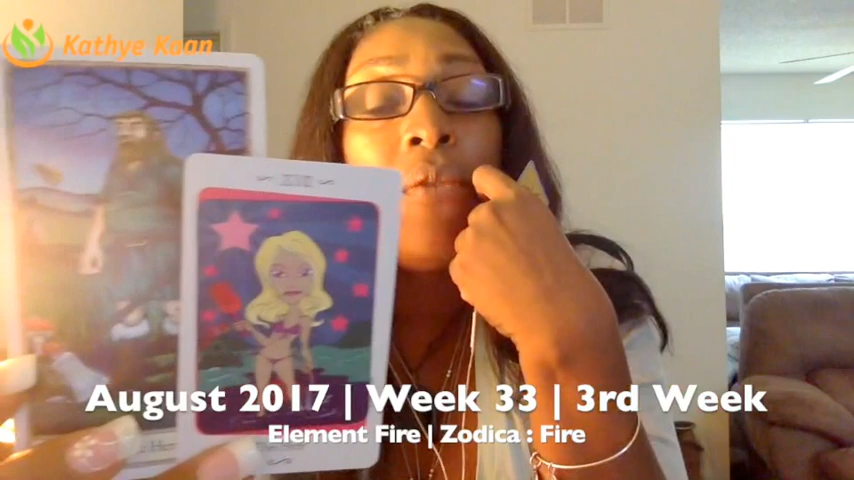 Kathye Kaan
August 2017 | Week 33 | 3rd Week
Element Fire | Zodica : Fire